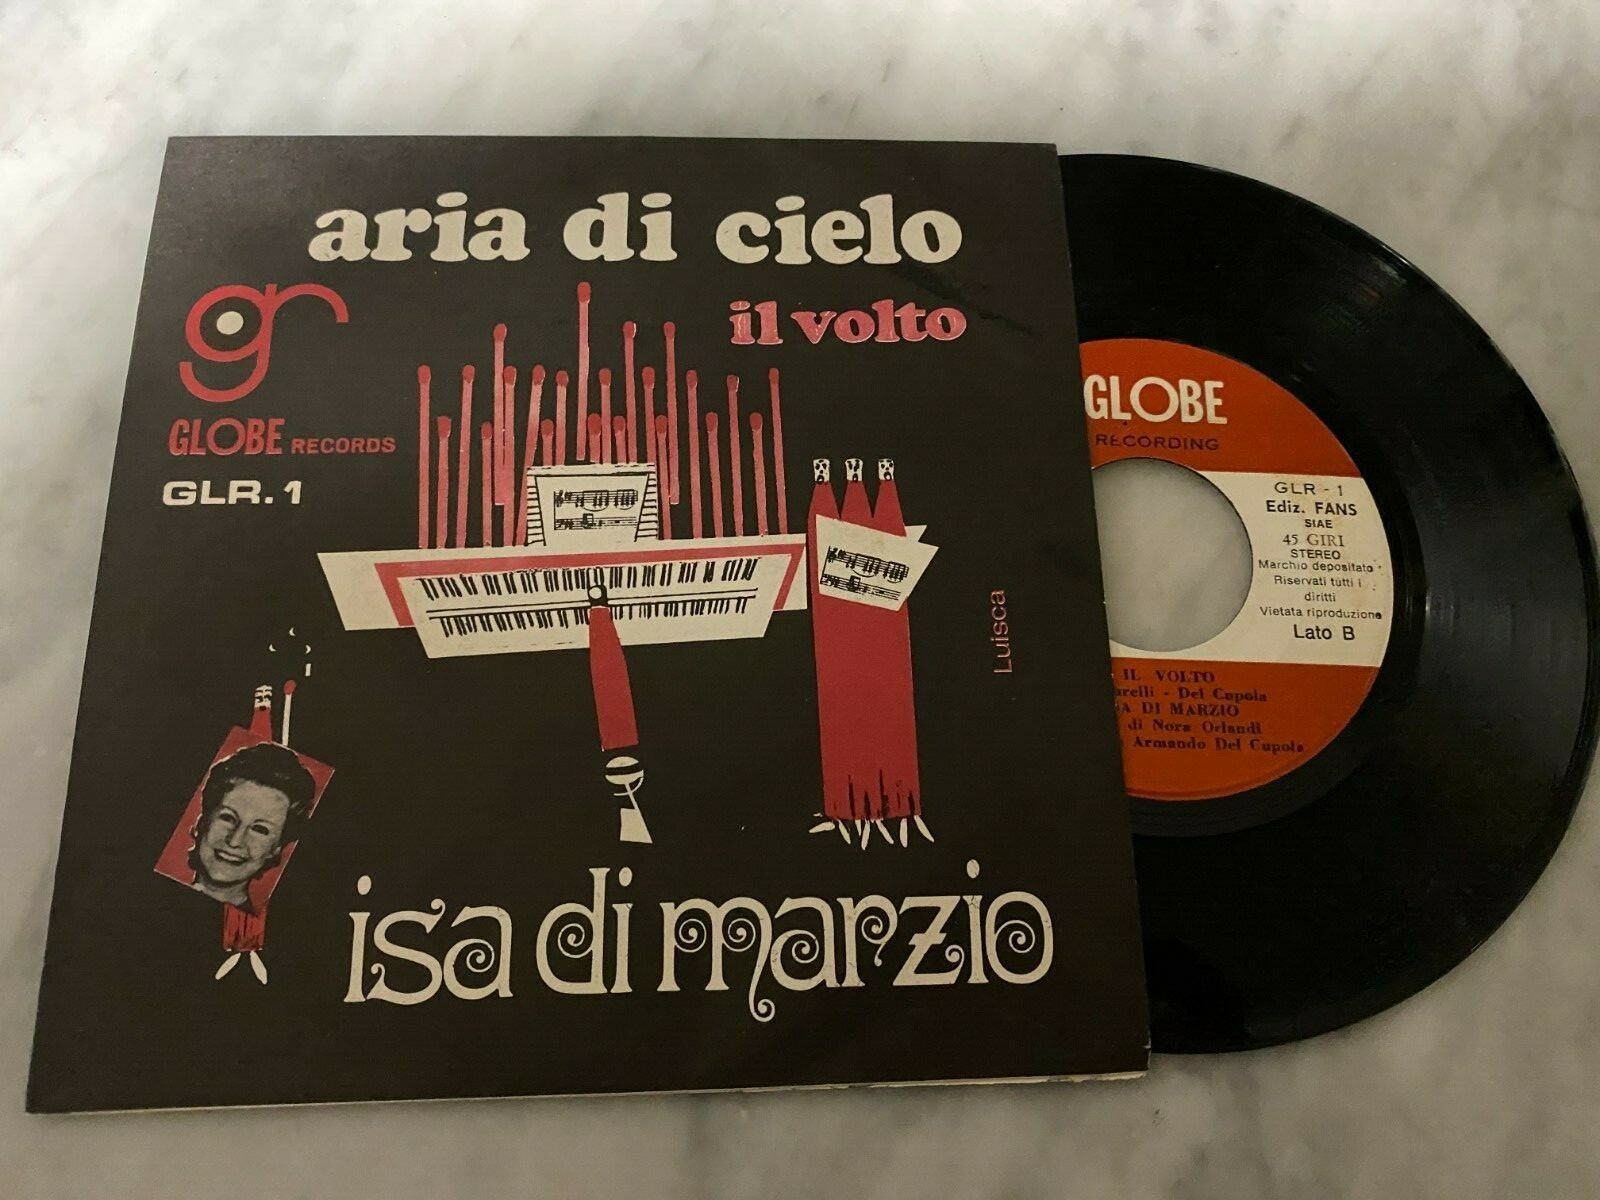 aria di cielo
il volto
gr
GLOBE RECORDS
GLR. 1
Luisca
isa di marzio
GLOBE
RECORDING
GLR - 1
Ediz. FANS
SIAE
45 GIRI
STEREO
Marchio depositato
Riservati tutti i
diritti
Vietata riproduzione
Lato B
IL VOLTO
Del Cupola
DI MARZIO
di Nora Orlandi
Armando Del Cupola